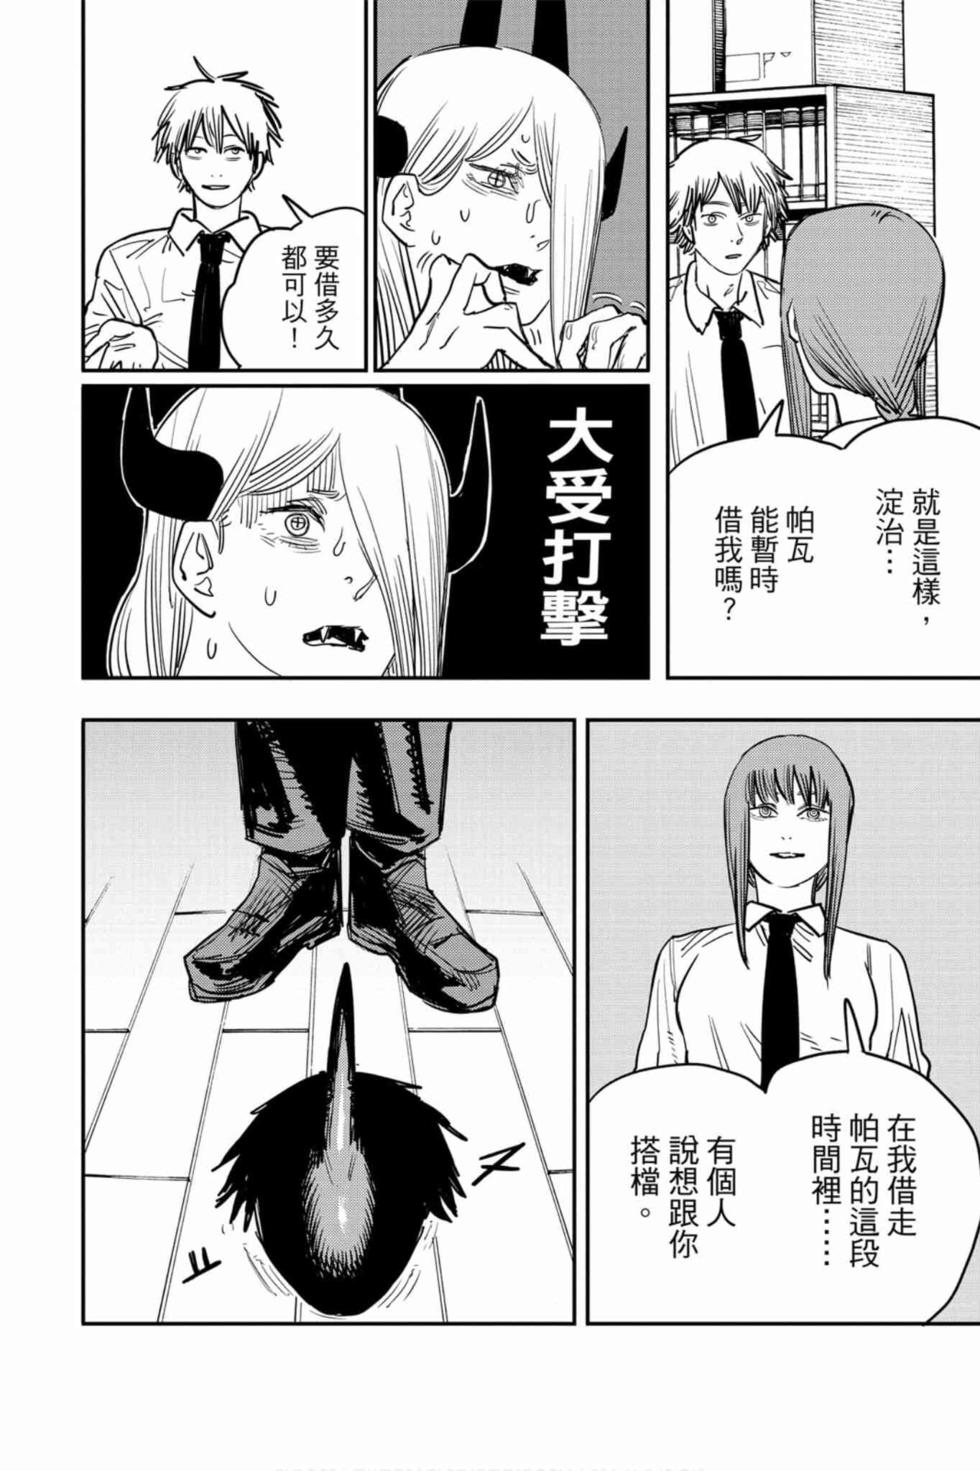 就是這樣，
淀治…
帕瓦
能暫時
借我嗎？
要借多久
都可以！
大受打擊
在我借走
帕瓦的這段
時間裡……
有個人
說想跟你
搭檔。